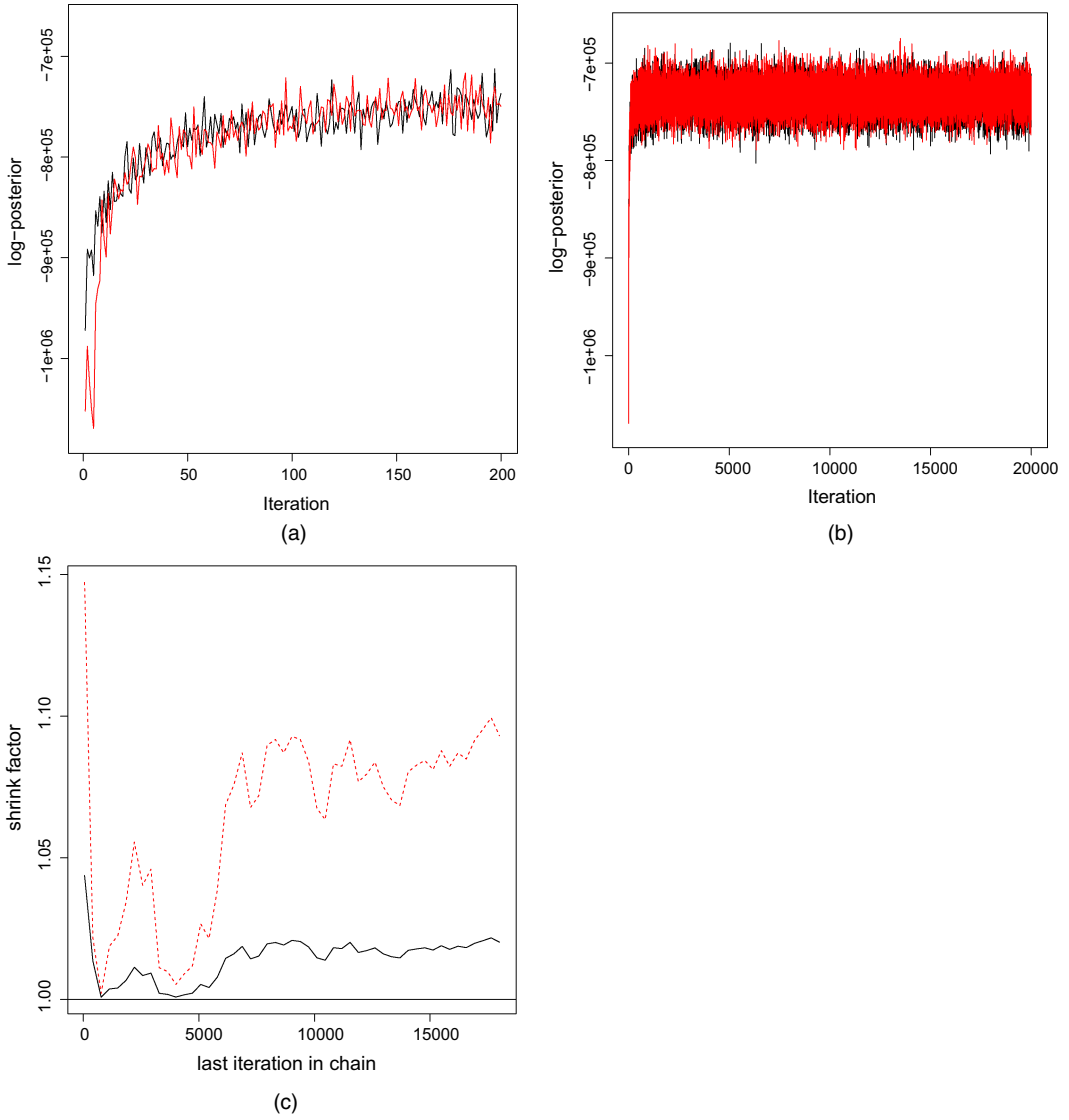 -7e+05
-8e+05
-9e+05
-1e+06
log-posterior
0
50
100
150
200
Iteration
(a)
-7e+05
-8e+05
-9e+05
-1e+06
log-posterior
0
5000
10000
15000
20000
Iteration
(b)
1.15
1.10
1.05
1.00
shrink factor
0
5000
10000
15000
last iteration in chain
(c)